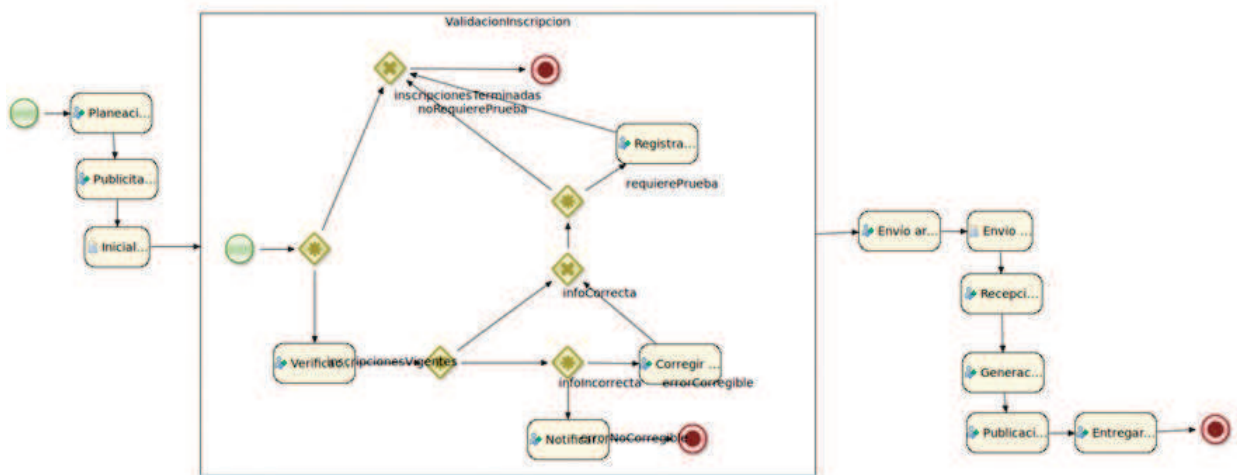 ValidacionInscripcion
Planeaci...
Publicita...
Inicial...
inscripcionesTerminadas
noRequierePrueba
Registra...
requierePrueba
infoCorrecta
Verificac...
inscripcionesVigentes
infoIncorrecta
Corregir ...
errorCorregible
Notificar
errorNoCorregible
Envio ar...
Envio ...
Recepci...
Generac...
Publicaci...
Entregar...